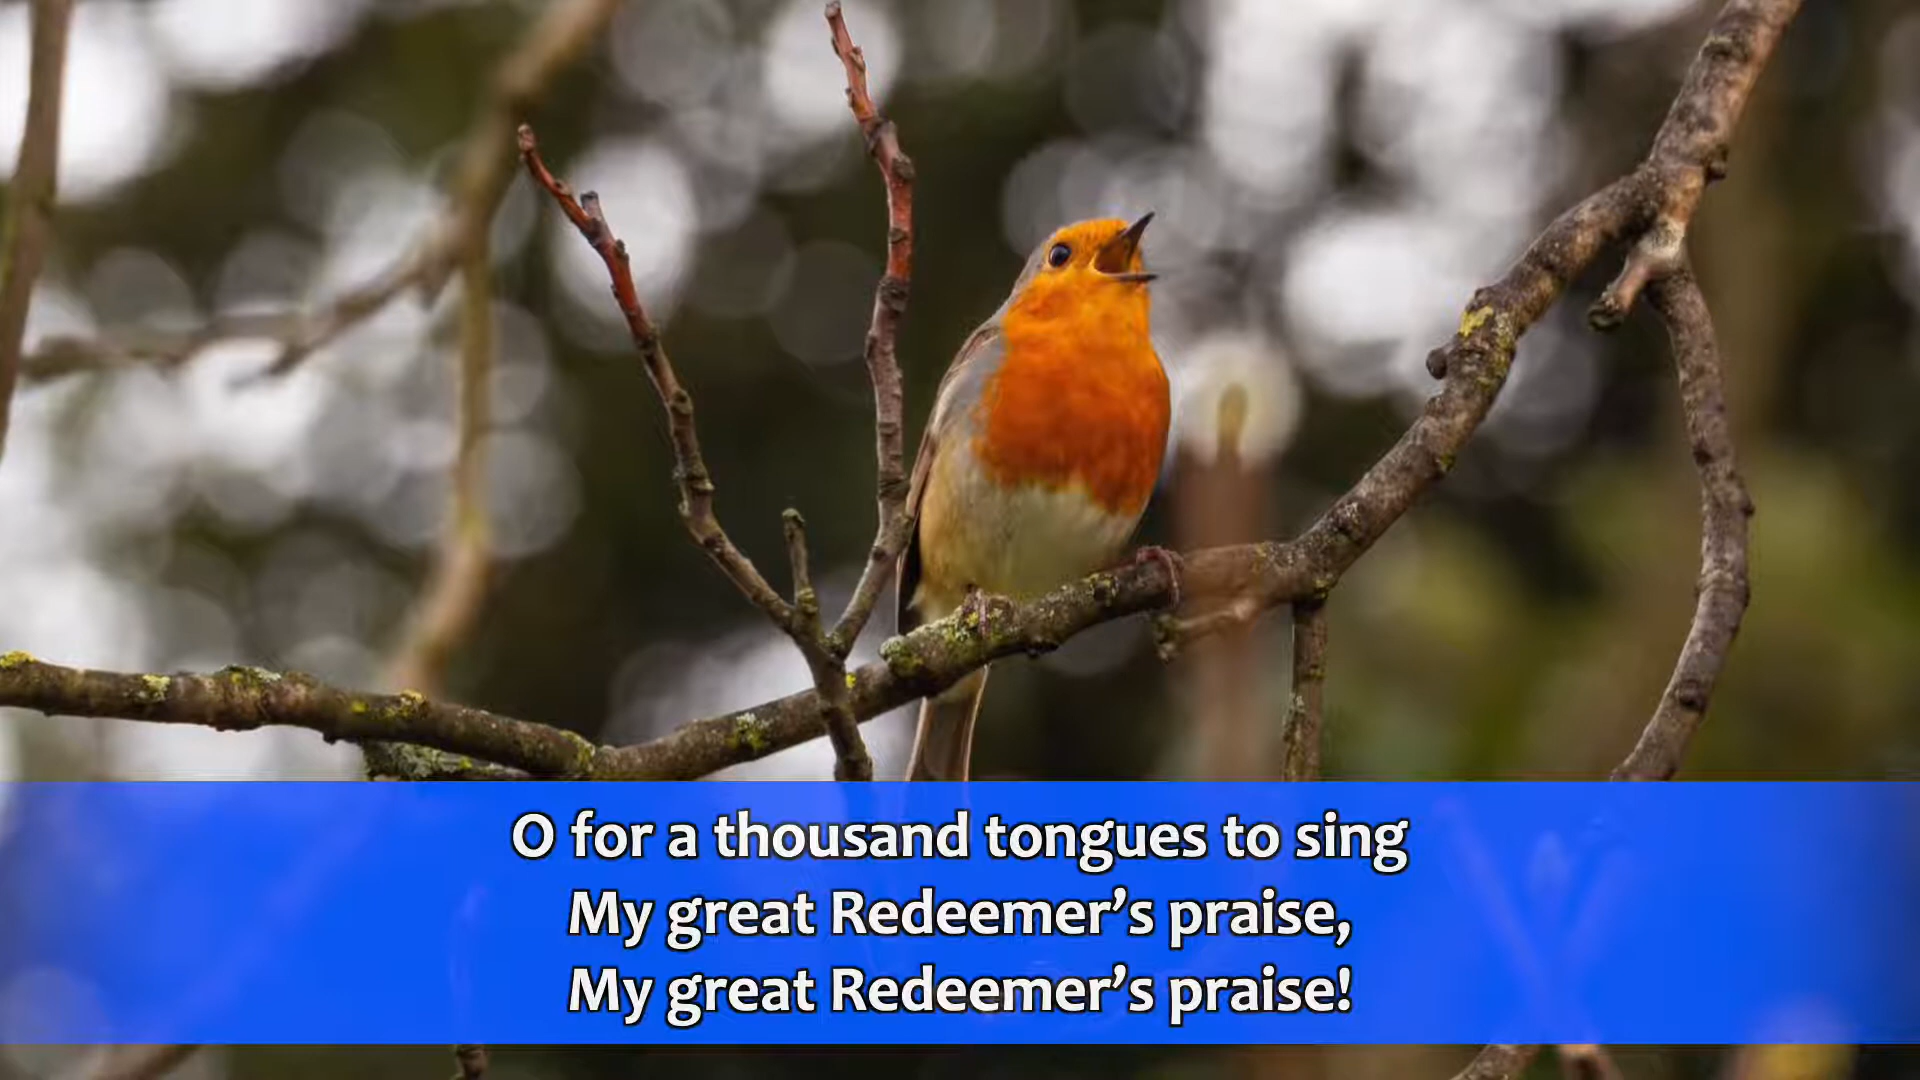 O for a thousand tongues to sing
My great Redeemer’s praise,
My great Redeemer’s praise!